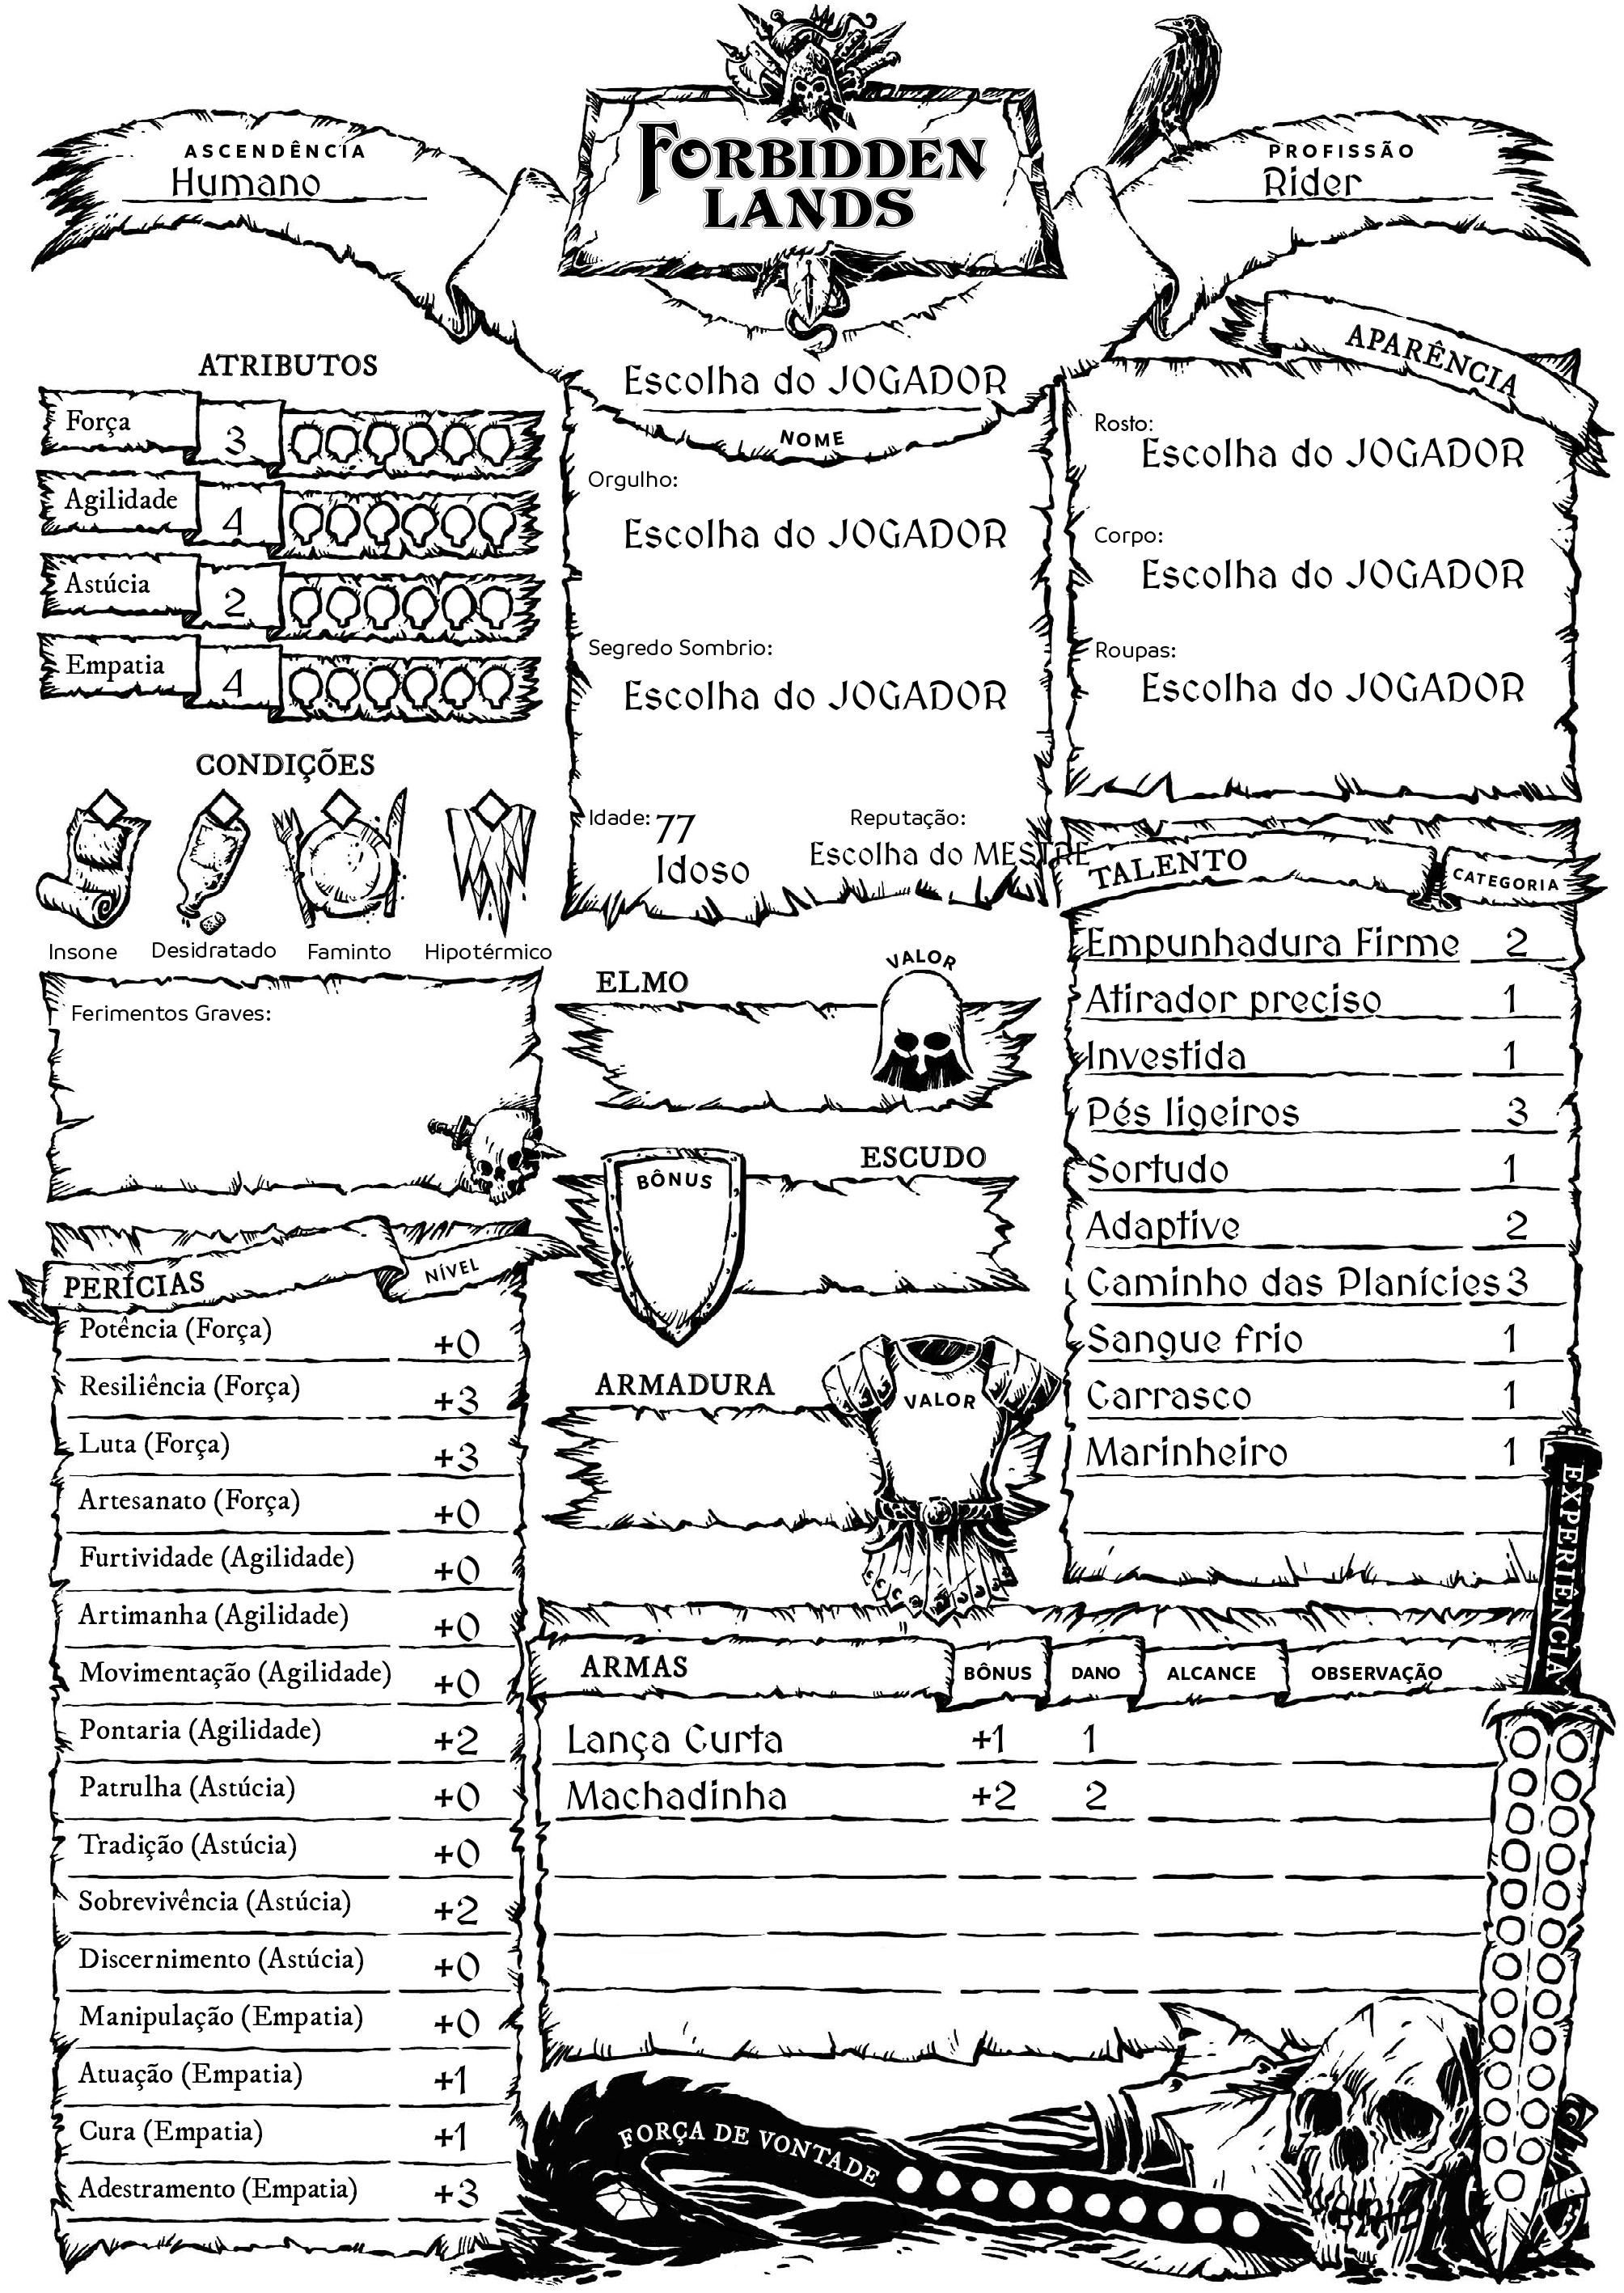 FORBIDDEN
LANDS
ASCENDÊNCIA
Humano
PROFISSÃO
Rider
ATRIBUTOS
Força 3
Agilidade 4
Astúcia 2
Empatia 4
CONDIÇÕES
Insone Desidratado Faminto Hipotérmico
Ferimentos Graves:
PERÍCIAS NÍVEL
Potência (Força) +0
Resiliência (Força) +3
Luta (Força) +3
Artesanato (Força) +0
Furtividade (Agilidade) +0
Artimanha (Agilidade) +0
Movimentação (Agilidade) +0
Pontaria (Agilidade) +2
Patrulha (Astúcia) +0
Tradição (Astúcia) +0
Sobrevivência (Astúcia) +2
Discernimento (Astúcia) +0
Manipulação (Empatia) +0
Atuação (Empatia) +1
Cura (Empatia) +1
Adestramento (Empatia) +3
Escolha do JOGADOR
NOME
Orgulho:
Escolha do JOGADOR
Segredo Sombrio:
Escolha do JOGADOR
Idade: 77
Idoso
Reputação:
Escolha do MESTRE
ELMO VALOR
ESCUDO
BÔNUS
ARMADURA VALOR
APARÊNCIA
Rosto:
Escolha do JOGADOR
Corpo:
Escolha do JOGADOR
Roupas:
Escolha do JOGADOR
TALENTO CATEGORIA
Empunhadura Firme 2
Atirador preciso 1
Investida 1
Pés ligeiros 3
Sortudo 1
Adaptive 2
Caminho das Planícies 3
Sangue frio 1
Carrasco 1
Marinheiro 1
EXPERIÊNCIA
ARMAS BÔNUS DANO ALCANCE OBSERVAÇÃO
Lança Curta +1 1
Machadinha +2 2
FORÇA DE VONTADE